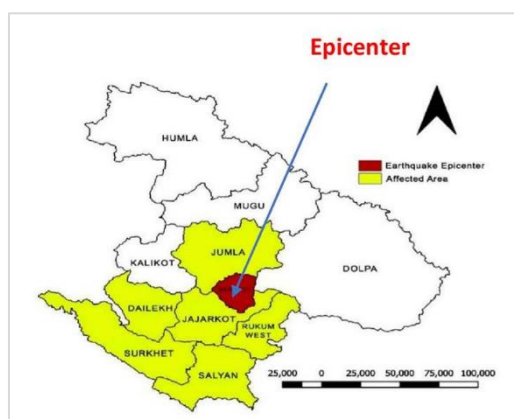 Epicenter
HUMLA
Earthquake Epicenter
Affected Area
MUGU
JUMLA
KALIKOT
DOLPA
DAILEKH
JAJARKOT
RUKUM
WEST
SURKHET
SALYAN
25,000 0 25,000 50,000 75,000 100,000